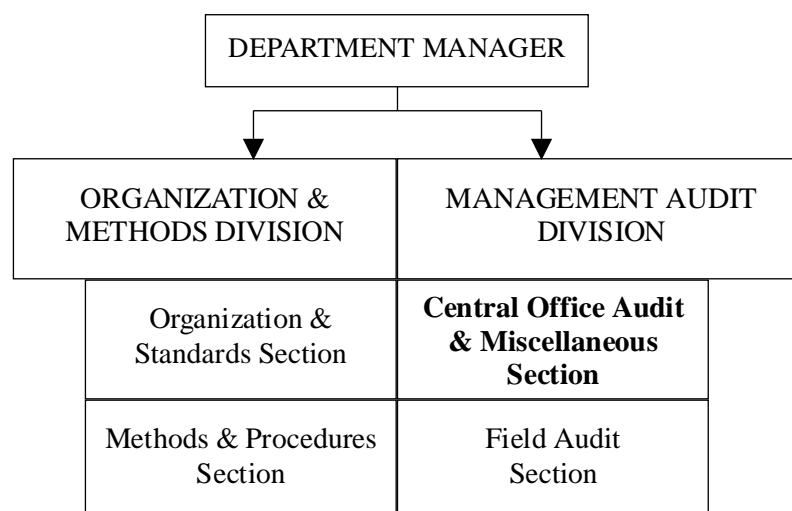 DEPARTMENT MANAGER
ORGANIZATION &
METHODS DIVISION
MANAGEMENT AUDIT
DIVISION
Organization &
Standards Section
Central Office Audit
& Miscellaneous
Section
Methods & Procedures
Section
Field Audit
Section